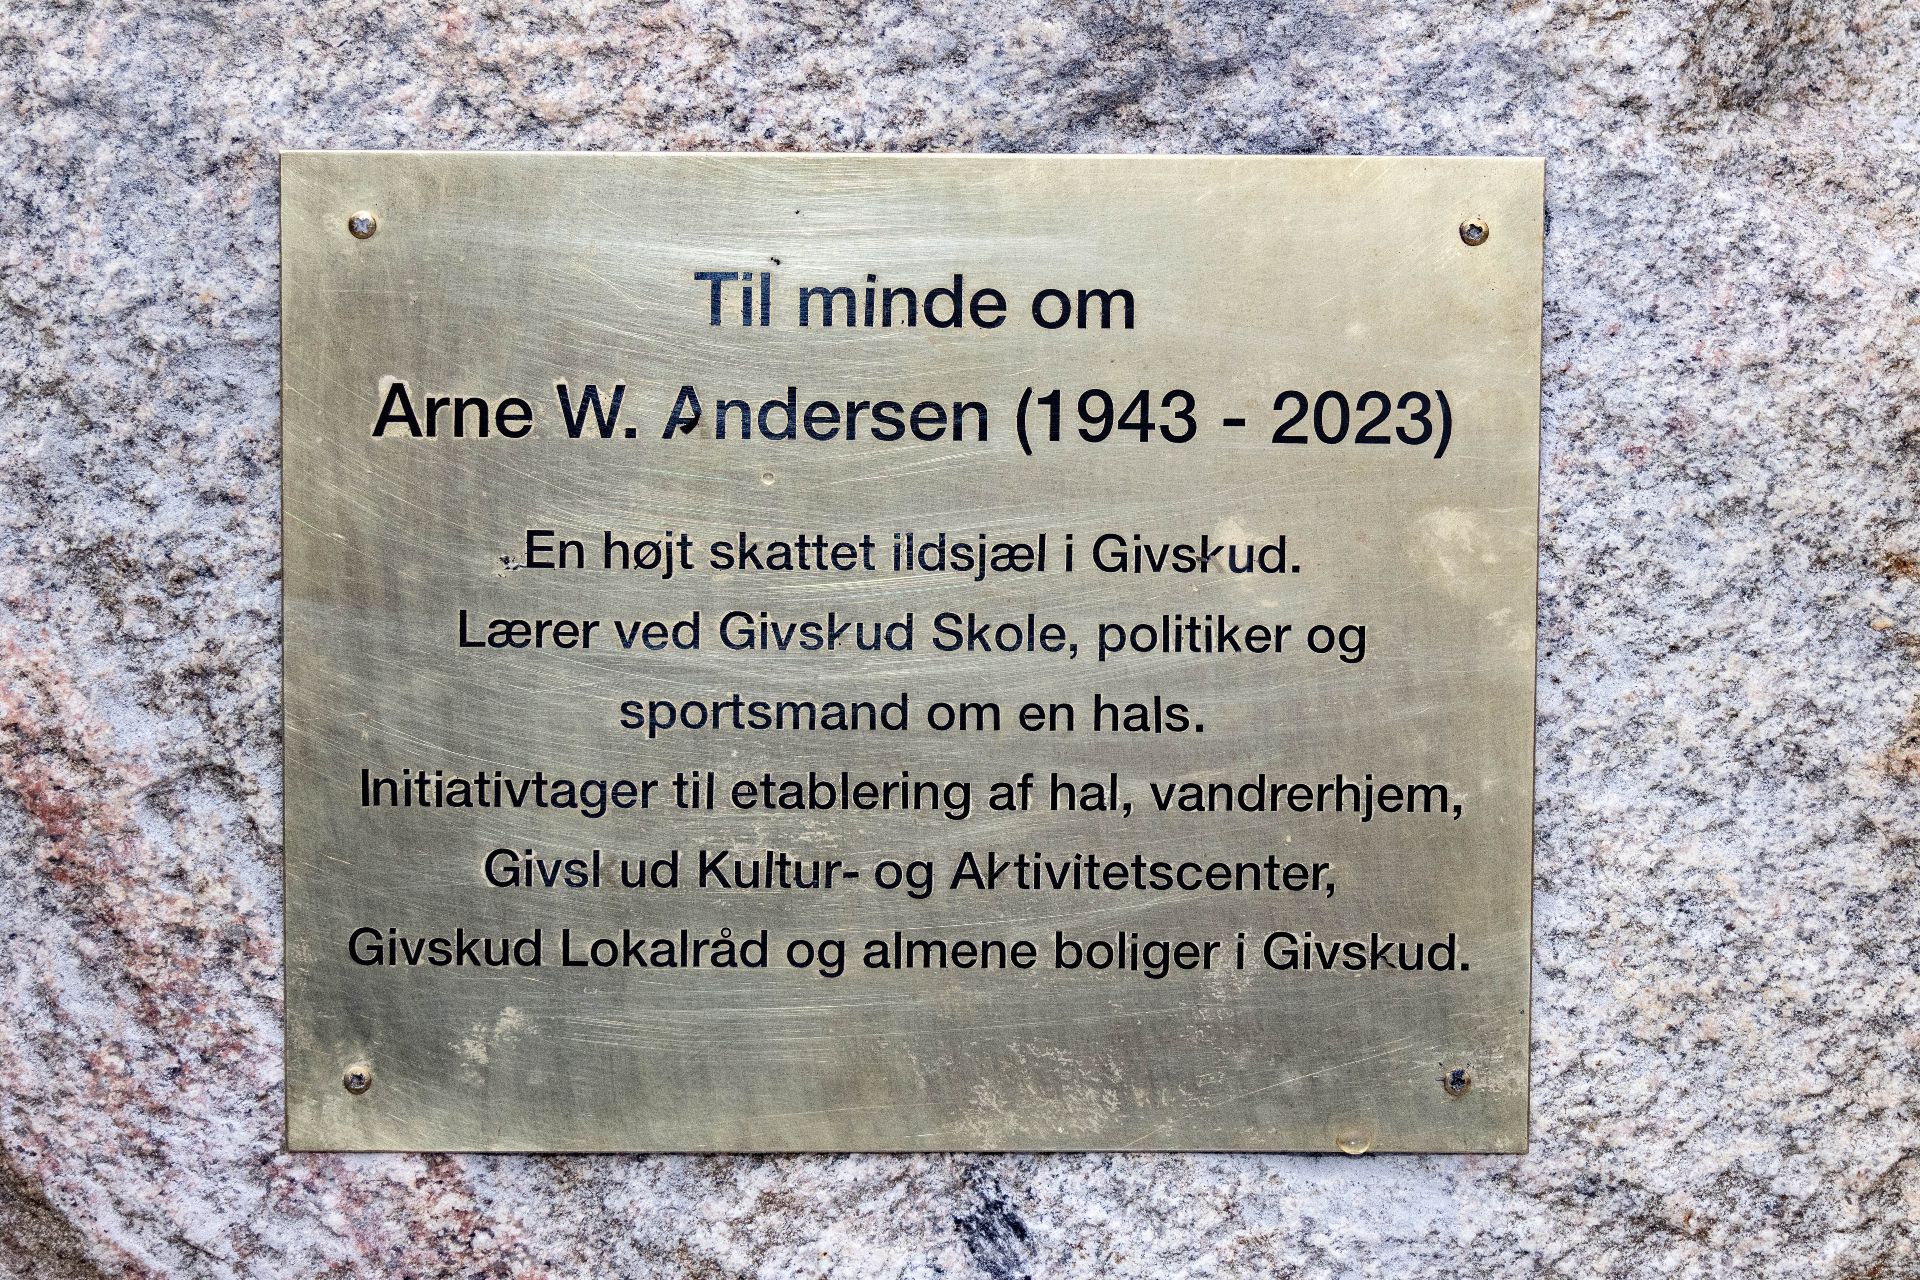 Til minde om
Arne W. Andersen (1943 - 2023)
En højt skattet ildsjæl i Givskud.
Lærer ved Givskud Skole, politiker og
sportsmand om en hals.
Initiativtager til etablering af hal, vandrerhjem,
Givskud Kultur- og Aktivitetscenter,
Givskud Lokalråd og almene boliger i Givskud.